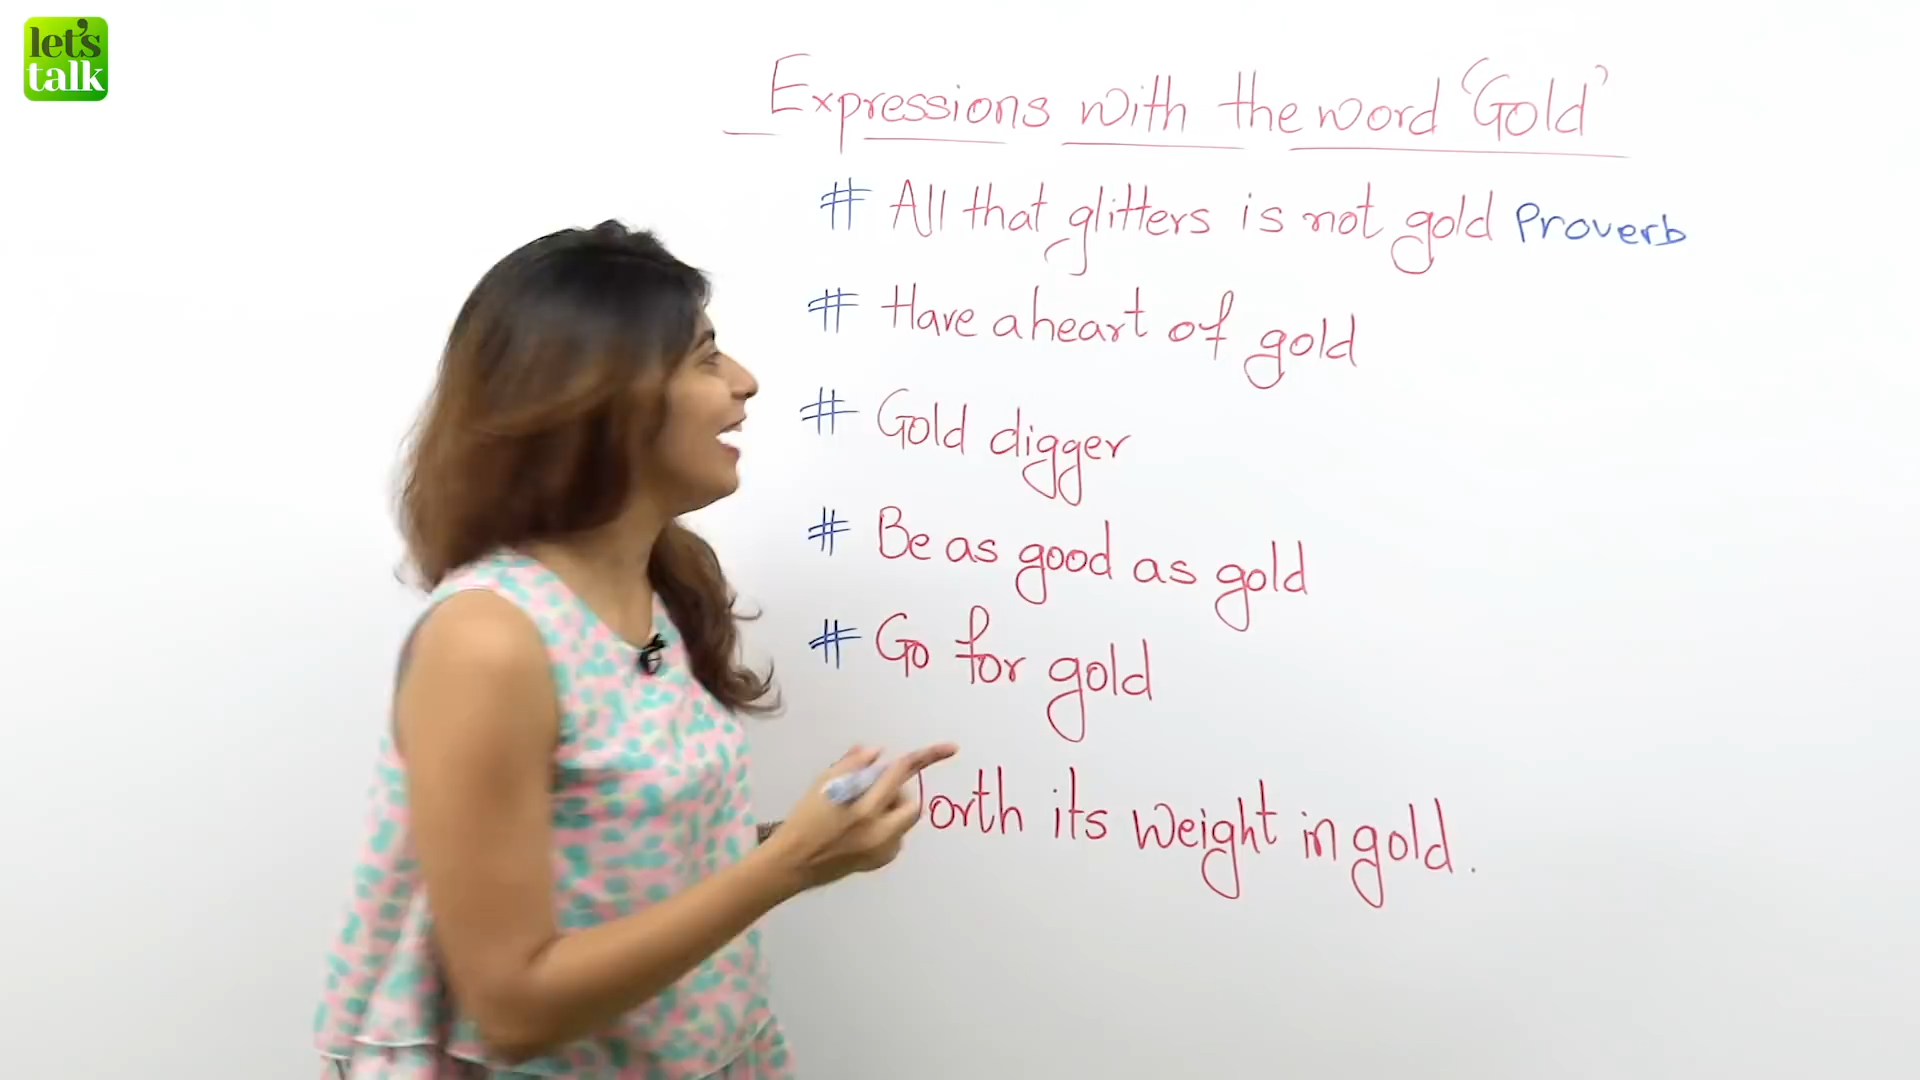 let's
talk
Expressions with the word 'Gold'
# All that glitters is not gold Proverb
# Have a heart of gold
# Gold digger
# Be as good as gold
# Go for gold
its weight in gold.